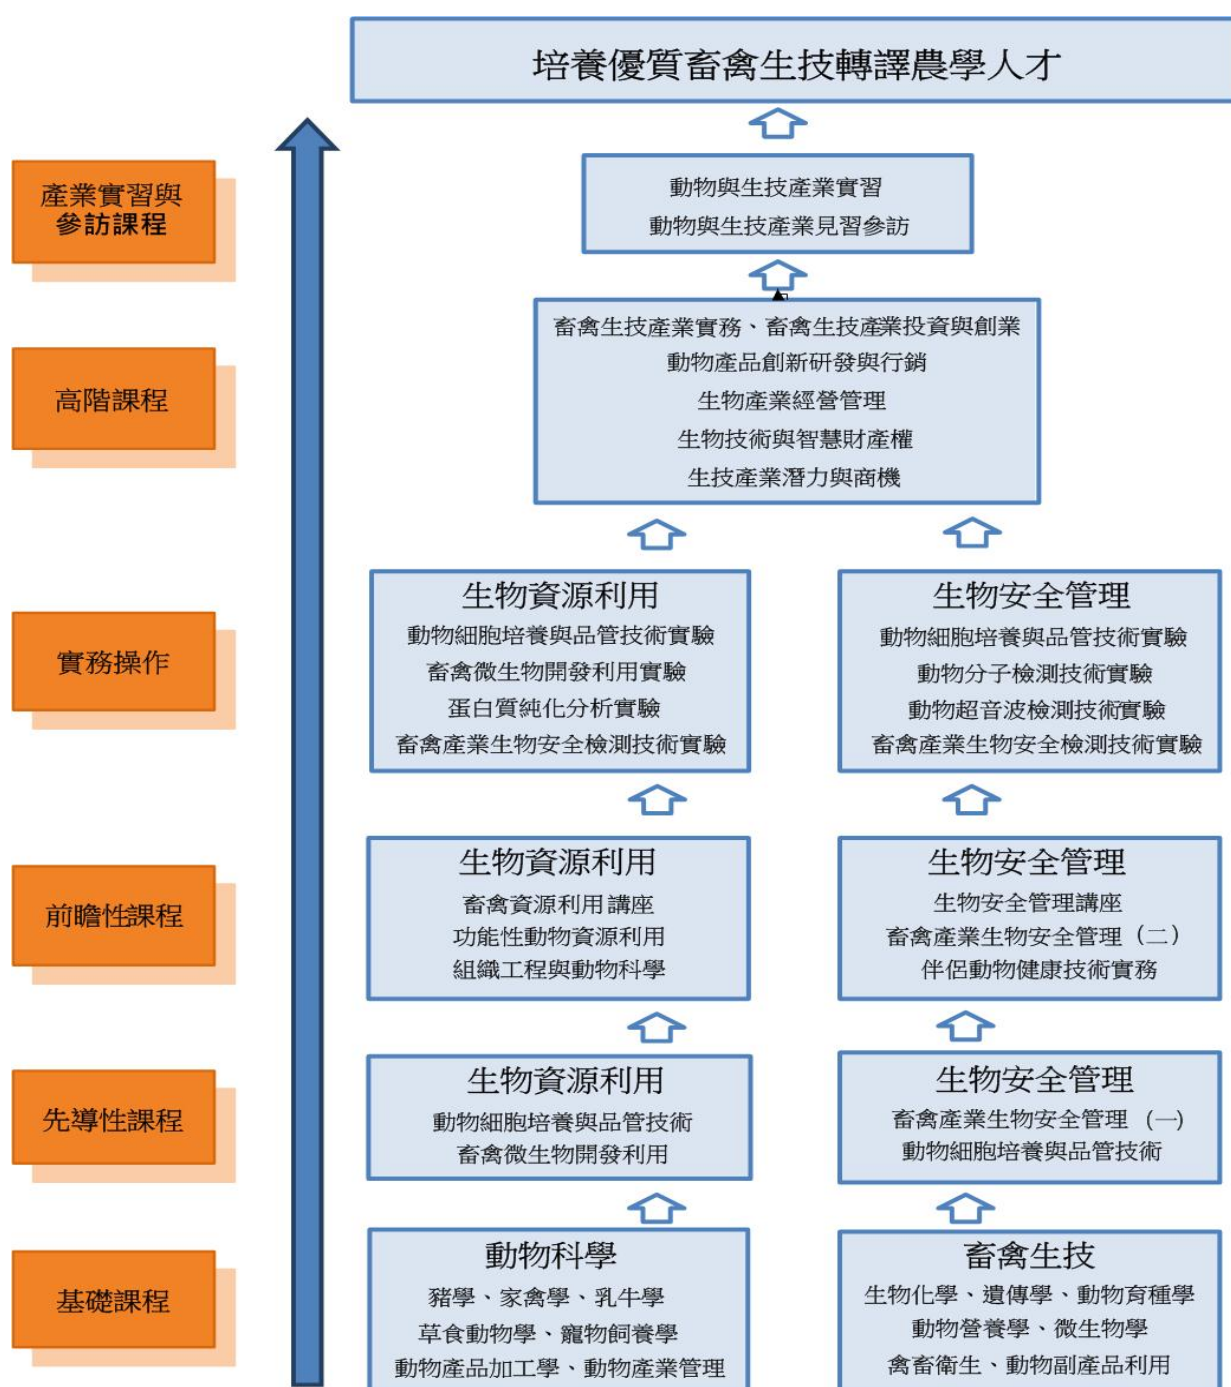 培養優質畜禽生技轉譯農學人才
產業實習與
參訪課程
動物與生技產業實習
動物與生技產業見習參訪
高階課程
畜禽生技產業實務、畜禽生技產業投資與創業
動物產品創新研發與行銷
生物產業經營管理
生物技術與智慧財產權
生技產業潛力與商機
實務操作
生物資源利用
動物細胞培養與品管技術實驗
畜禽微生物開發利用實驗
蛋白質純化分析實驗
畜禽產業生物安全檢測技術實驗
生物安全管理
動物細胞培養與品管技術實驗
動物分子檢測技術實驗
動物超音波檢測技術實驗
畜禽產業生物安全檢測技術實驗
前瞻性課程
生物資源利用
畜禽資源利用講座
功能性動物資源利用
組織工程與動物科學
生物安全管理
生物安全管理講座
畜禽產業生物安全管理（二）
伴侶動物健康技術實務
先導性課程
生物資源利用
動物細胞培養與品管技術
畜禽微生物開發利用
生物安全管理
畜禽產業生物安全管理 (一)
動物細胞培養與品管技術
基礎課程
動物科學
豬學、家禽學、乳牛學
草食動物學、寵物飼養學
動物產品加工學、動物產業管理
畜禽生技
生物化學、遺傳學、動物育種學
動物營養學、微生物學
禽畜衛生、動物副產品利用